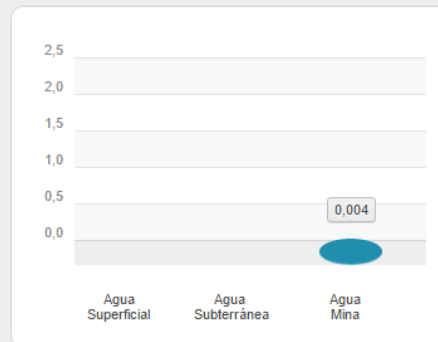 2,5
2,0
1,5
1,0
0,5
0,004
0,0
Agua
Superficial
Agua
Subterránea
Agua
Mina